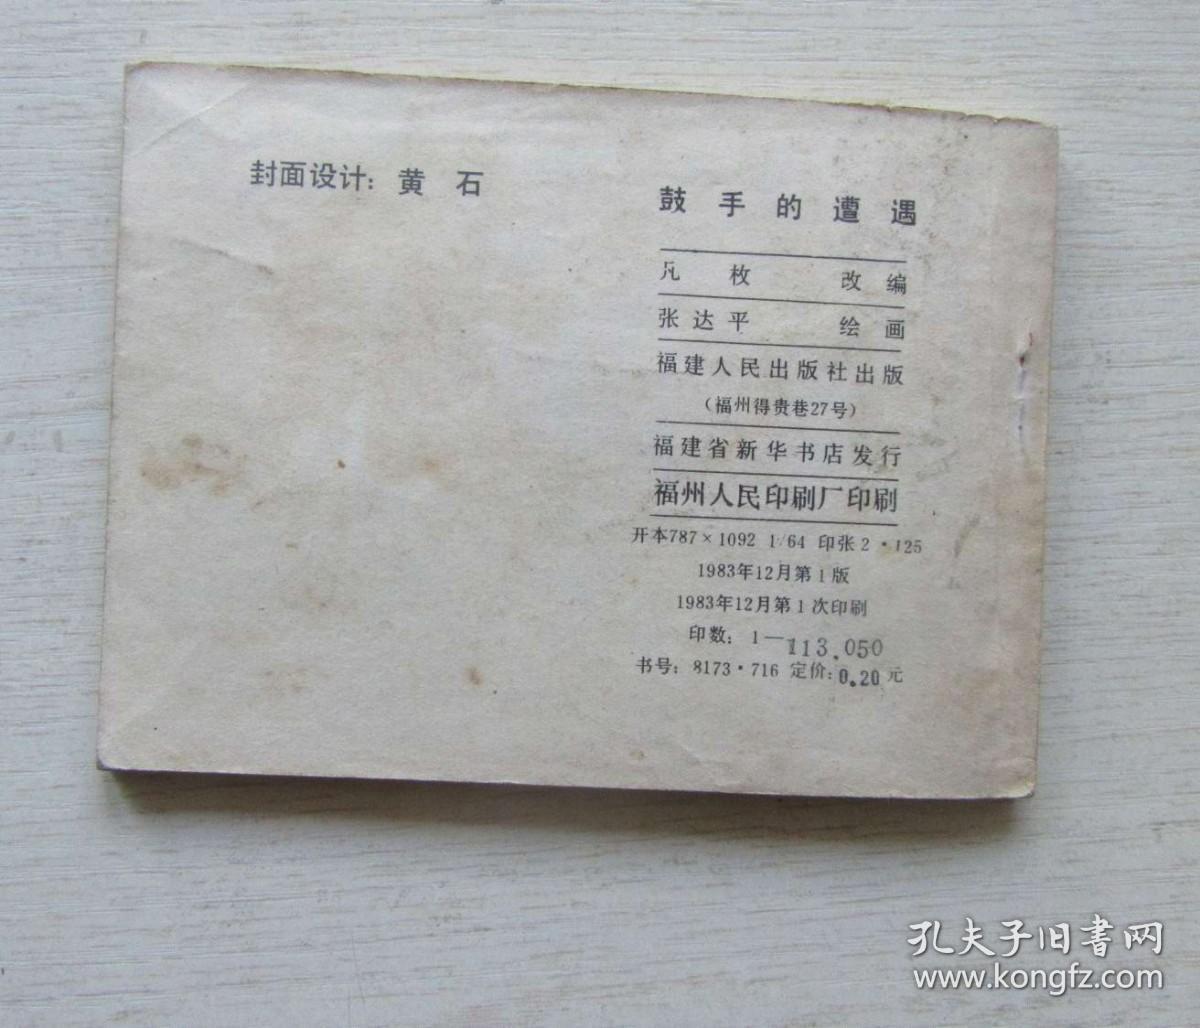 封面设计：黄 石
鼓手的遭遇
凡 枚 改编
张达平 绘画
福建人民出版社出版
（福州得贵巷27号）
福建省新华书店发行
福州人民印刷厂印刷
开本787×1092 1/64 印张2·125
1983年12月第1版
1983年12月第1次印刷
印数：1—113.050
书号：8173·716 定价：0.20元
孔夫子旧書网
www.kongfz.com